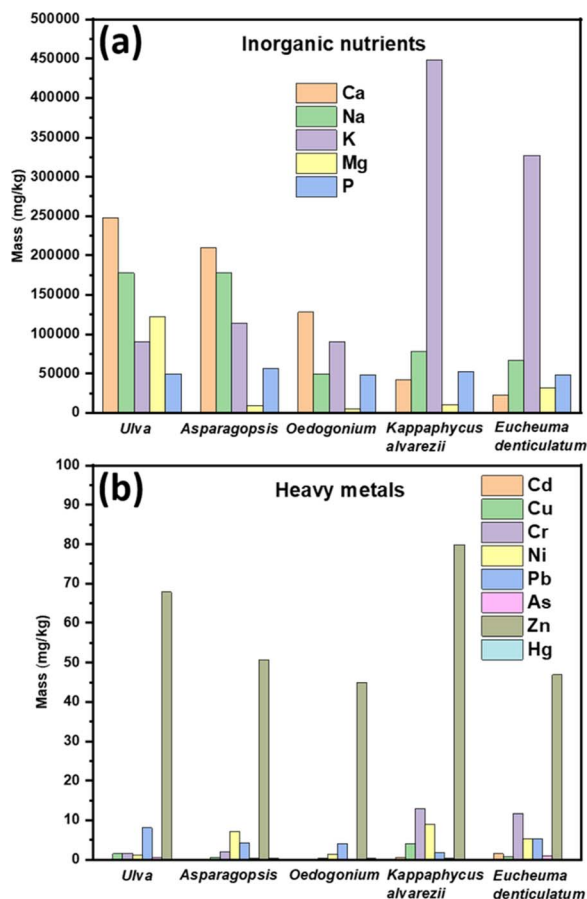 (a)
Inorganic nutrients
Ca
Na
K
Mg
P
Mass (mg/kg)
500000
450000
400000
350000
300000
250000
200000
150000
100000
50000
0
Ulva
Asparagopsis
Oedogonium
Kappaphycus
alvarezii
Eucheuma
denticulatum
(b)
Heavy metals
Cd
Cu
Cr
Ni
Pb
As
Zn
Hg
Mass (mg/kg)
100
90
80
70
60
50
40
30
20
10
0
Ulva
Asparagopsis
Oedogonium
Kappaphycus
alvarezii
Eucheuma
denticulatum